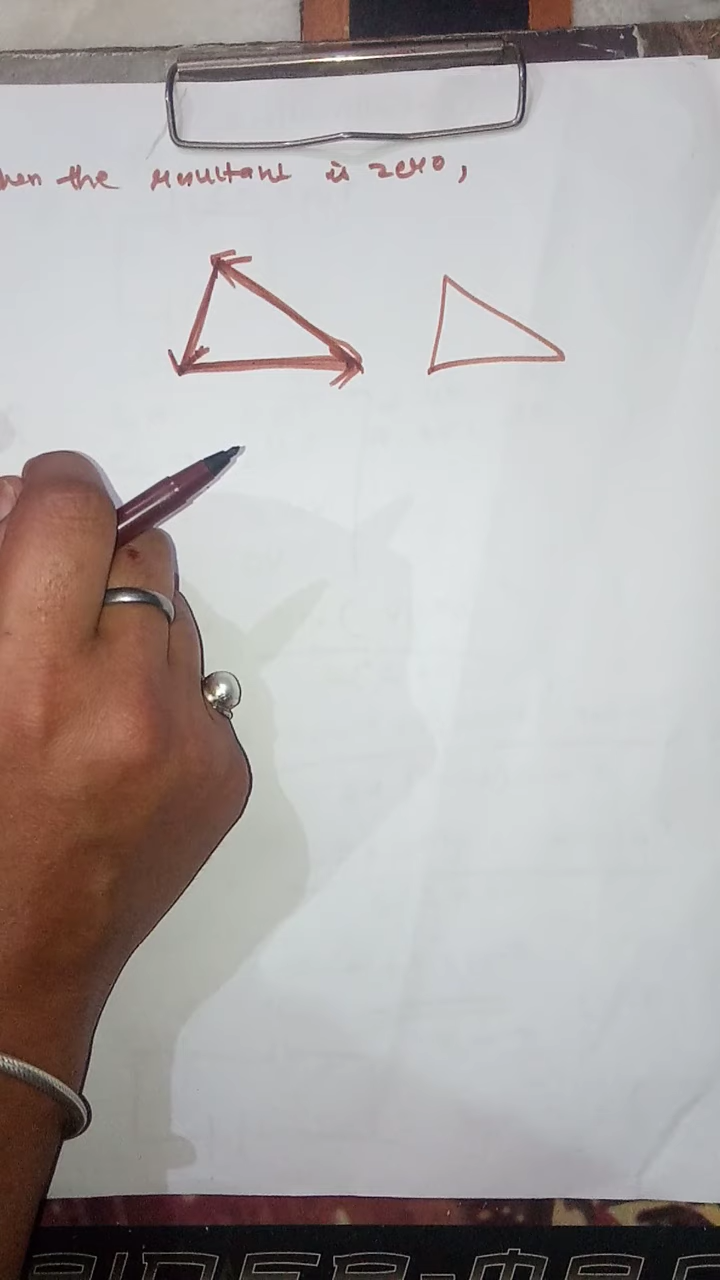 hen the resultant is zero,